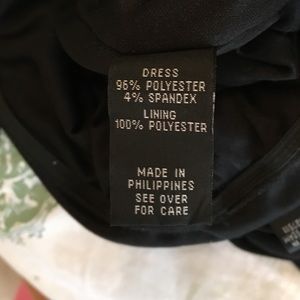 DRESS
96% POLYESTER
4% SPANDEX
LINING
100% POLYESTER
MADE IN
PHILIPPINES
SEE OVER
FOR CARE